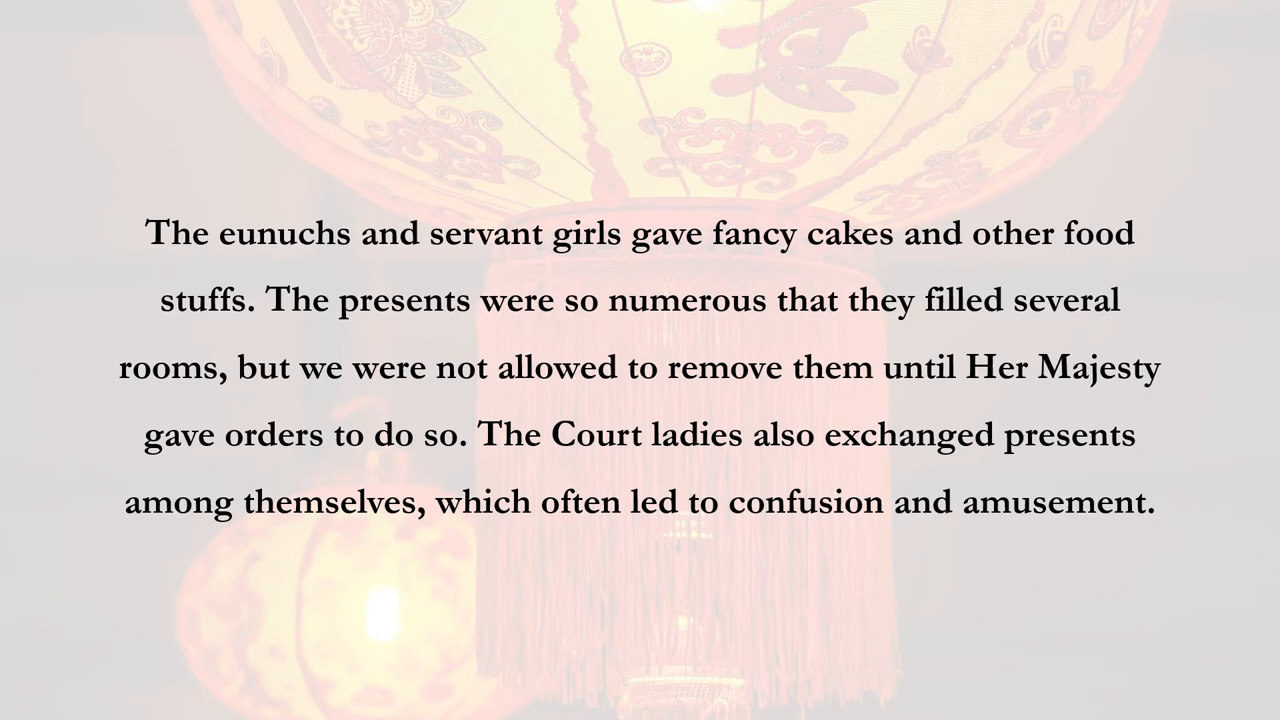 The eunuchs and servant girls gave fancy cakes and other food
stuffs. The presents were so numerous that they filled several
rooms, but we were not allowed to remove them until Her Majesty
gave orders to do so. The Court ladies also exchanged presents
among themselves, which often led to confusion and amusement.